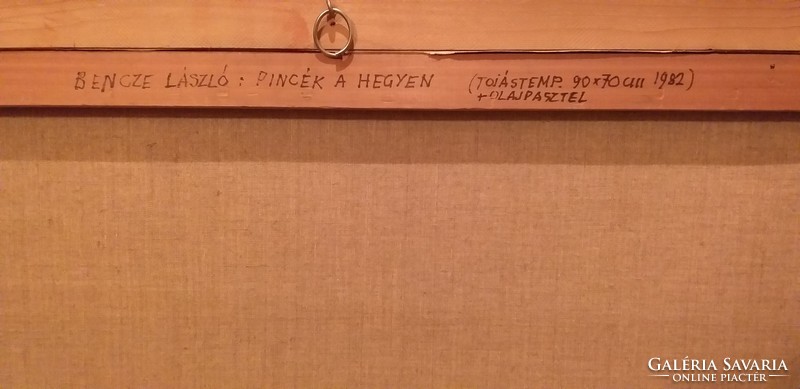 BENCZE LÁSZLÓ: PINCÉK A HEGYEN (TOJÁSTEMP. 90×70 cm 1982)
+OLAJPASZTEL
GALÉRIA SAVARIA
ONLINE PIACTÉR